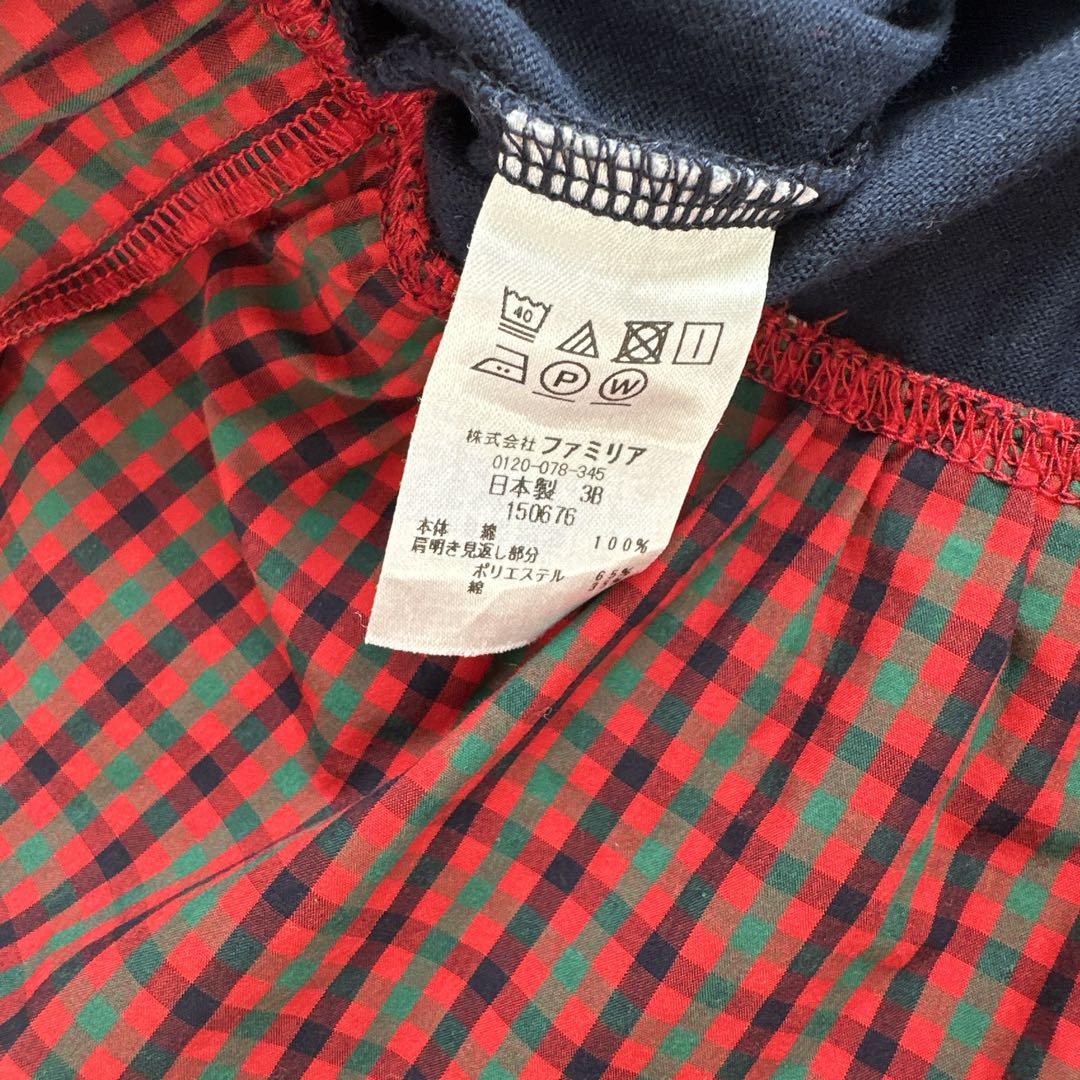 40
P W
株式会社 ファミリア
0120-078-345
日本製 3B
150676
本体 綿 100%
肩明き見返し部分
ポリエステル 65%
綿